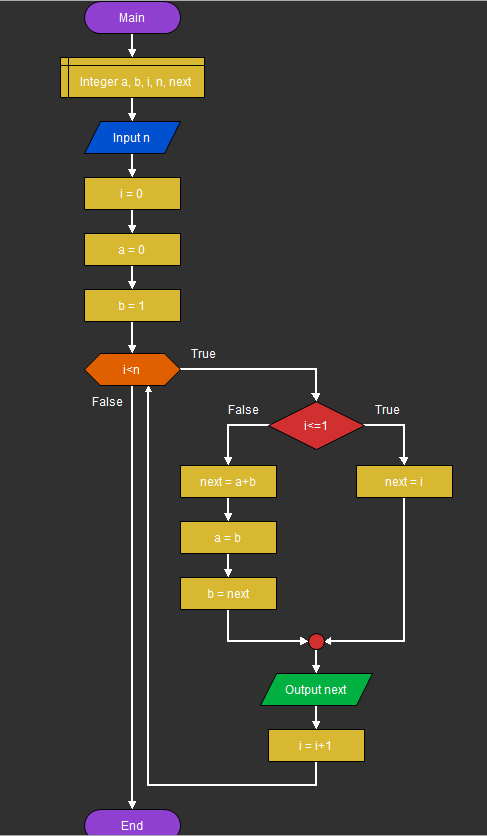 Main
Integer a, b, i, n, next
Input n
i = 0
a = 0
b = 1
i<n
True
False
i<=1
False
True
next = a+b
next = i
a = b
b = next
Output next
i = i+1
End